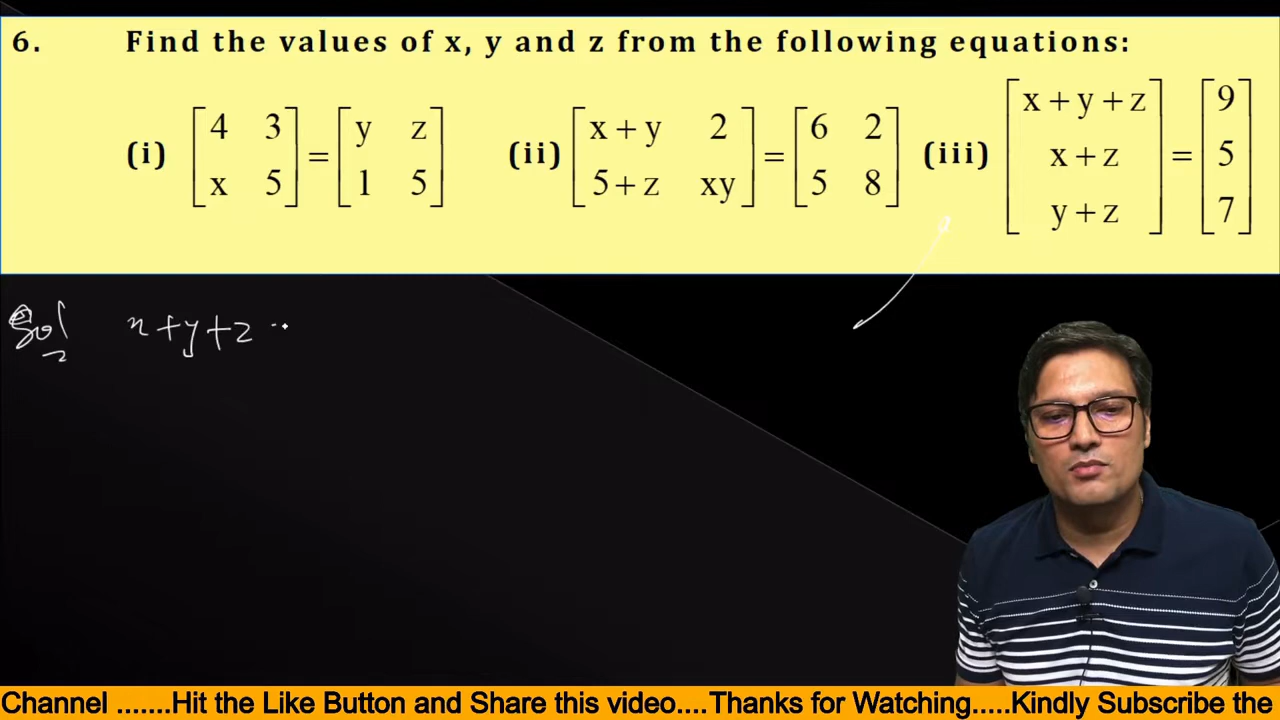 6. Find the values of x, y and z from the following equations:
(i) [4 3 x 5] = [y z 1 5] (ii) [x + y 2 5 + z xy] = [6 2 5 8] (iii) [x + y + z x + z y + z] = [9 5 7]
Sol x+y+z
Channel .......Hit the Like Button and Share this video....Thanks for Watching.....Kindly Subscribe the